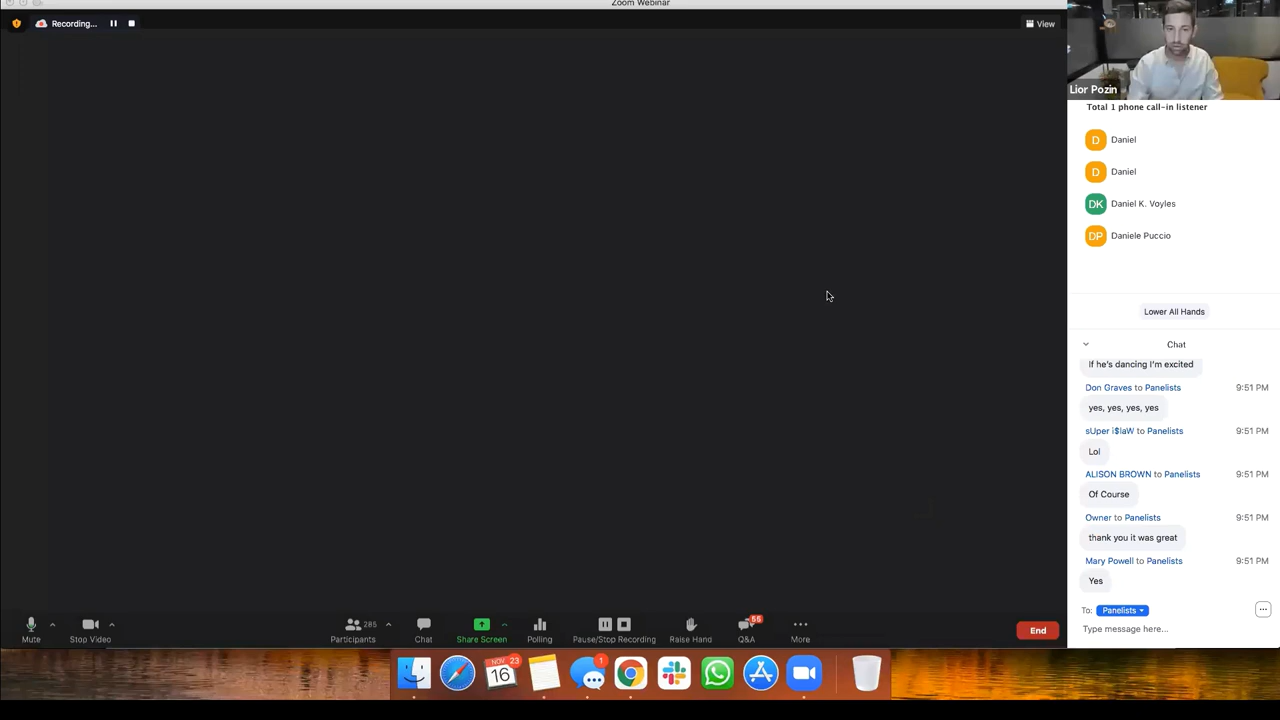 Zoom Webinar
Recording...
View
Lior Pozin
Total 1 phone call-in listener
D Daniel
D Daniel
DK Daniel K. Voyles
DP Daniele Puccio
Lower All Hands
Chat
If he's dancing I'm excited
Don Graves to Panelists 9:51 PM
yes, yes, yes, yes
sUper i$laW to Panelists 9:51 PM
Lol
ALISON BROWN to Panelists 9:51 PM
Of Course
Owner to Panelists 9:51 PM
thank you it was great
Mary Powell to Panelists 9:51 PM
Yes
To: Panelists
Type message here...
285
55
Mute
Stop Video
Participants
Chat
Share Screen
Polling
Pause/Stop Recording
Raise Hand
Q&A
More
End
NOV 23
16
1